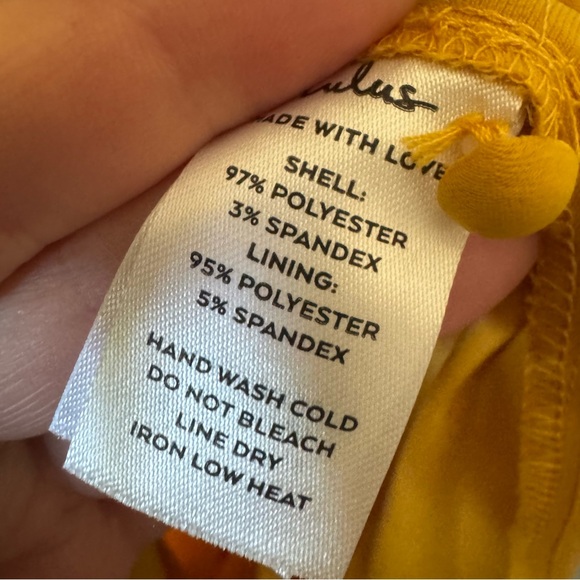 WITH
SHELL:
97% POLYESTER
3% SPANDEX
LINING:
95% POLYESTER
5% SPANDEX
HAND WASH COLD
DO NOT BLEACH
LINE DRY
IRON LOW HEAT